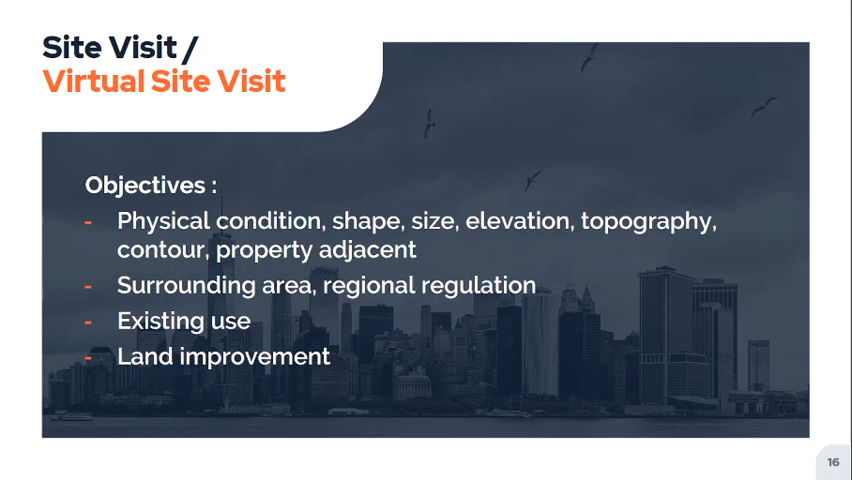 Site Visit /
Virtual Site Visit
Objectives :
- Physical condition, shape, size, elevation, topography,
contour, property adjacent
- Surrounding area, regional regulation
- Existing use
- Land improvement
16